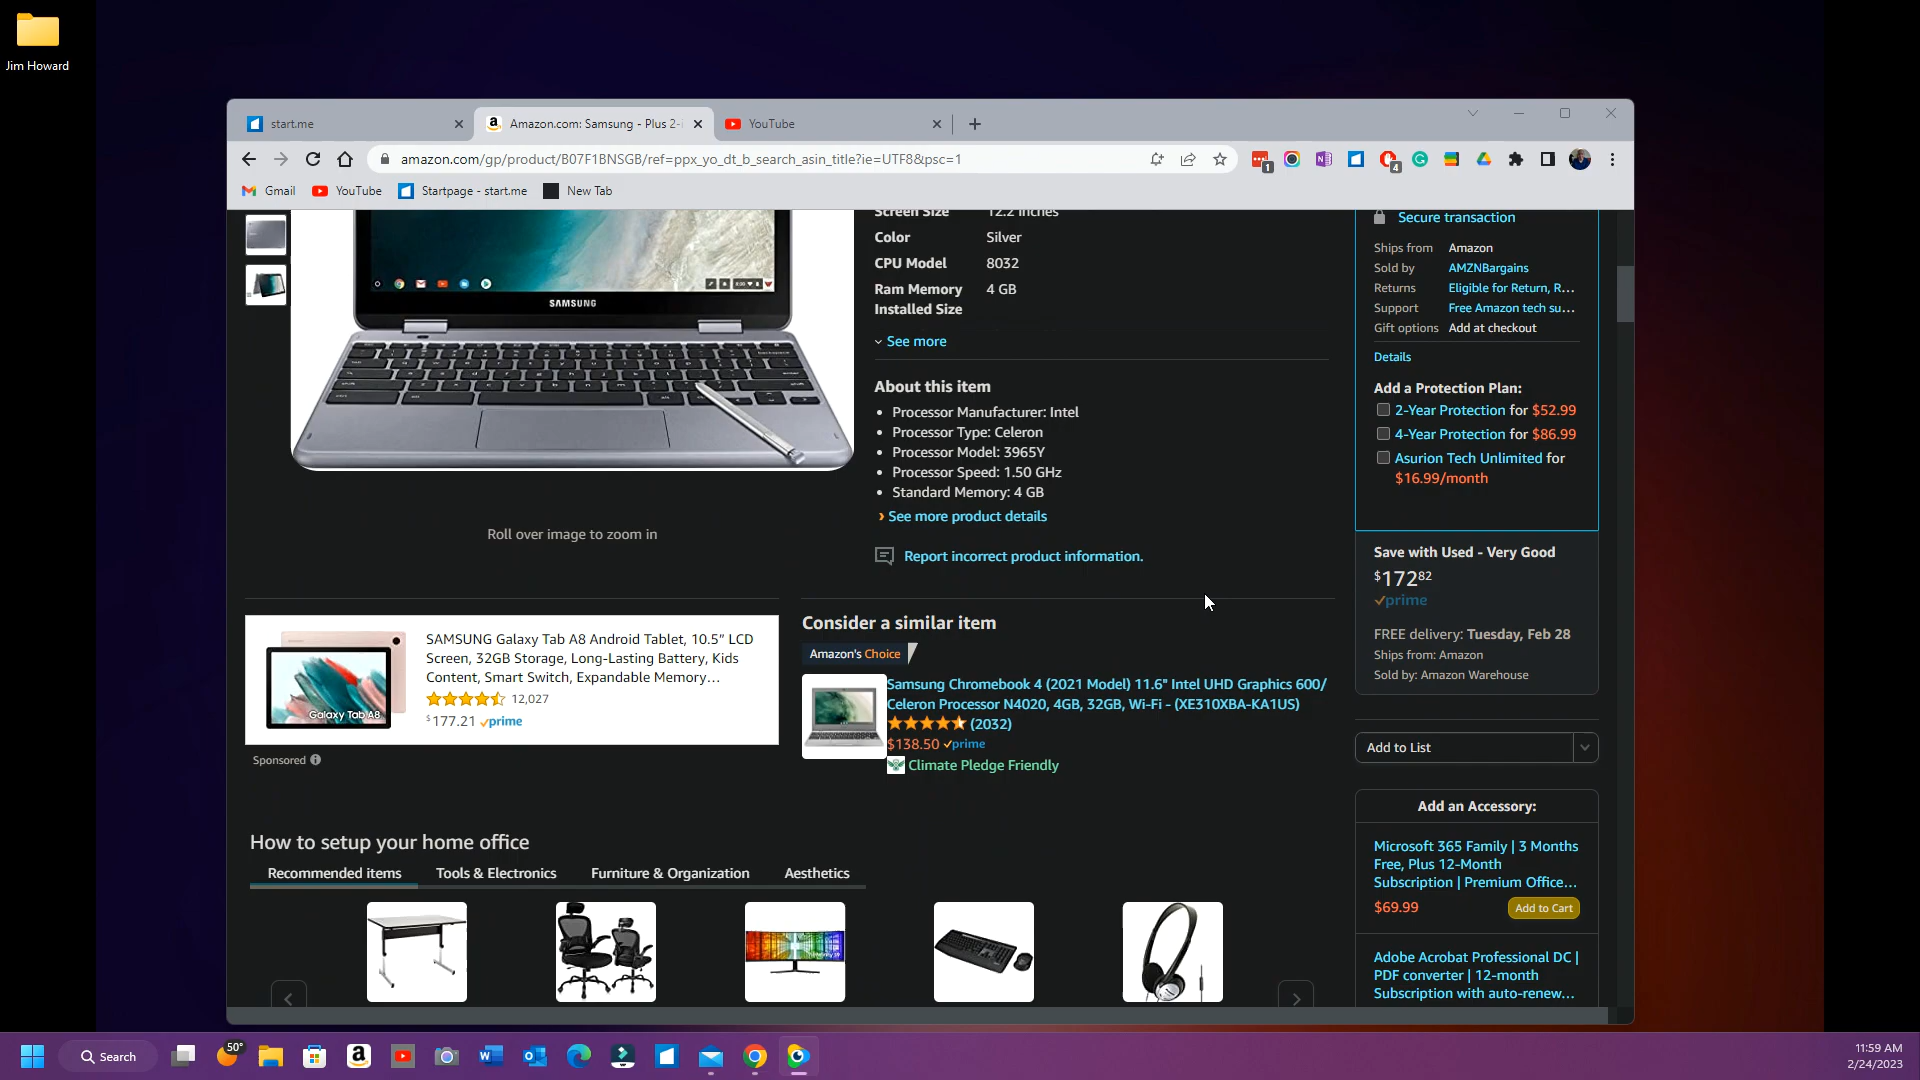 Jim Howard
start.me
Amazon.com: Samsung - Plus 2-i
YouTube
amazon.com/gp/product/B07F1BNSGB/ref=ppx_yo_dt_b_search_asin_title?ie=UTF8&psc=1
1
4
Gmail
YouTube
Startpage - start.me
New Tab
SAMSUNG
Roll over image to zoom in
Screen Size 12.2 Inches
Color Silver
CPU Model 8032
Ram Memory 4 GB
Installed Size
See more
About this item
• Processor Manufacturer: Intel
• Processor Type: Celeron
• Processor Model: 3965Y
• Processor Speed: 1.50 GHz
• Standard Memory: 4 GB
› See more product details
Report incorrect product information.
Secure transaction
Ships from Amazon
Sold by AMZNBargains
Returns Eligible for Return, R...
Support Free Amazon tech su...
Gift options Add at checkout
Details
Add a Protection Plan:
2-Year Protection for $52.99
4-Year Protection for $86.99
Asurion Tech Unlimited for
$16.99/month
Save with Used - Very Good
$172 82
prime
FREE delivery: Tuesday, Feb 28
Ships from: Amazon
Sold by: Amazon Warehouse
Add to List
Add an Accessory:
Microsoft 365 Family | 3 Months
Free, Plus 12-Month
Subscription | Premium Office...
$69.99 Add to Cart
Adobe Acrobat Professional DC |
PDF converter | 12-month
Subscription with auto-renew...
Galaxy Tab A8
SAMSUNG Galaxy Tab A8 Android Tablet, 10.5" LCD
Screen, 32GB Storage, Long-Lasting Battery, Kids
Content, Smart Switch, Expandable Memory...
12,027
$177.21 prime
Sponsored
Consider a similar item
Amazon's Choice
Samsung Chromebook 4 (2021 Model) 11.6" Intel UHD Graphics 600/
Celeron Processor N4020, 4GB, 32GB, Wi-Fi - (XE310XBA-KA1US)
(2032)
$138.50 prime
Climate Pledge Friendly
How to setup your home office
Recommended items
Tools & Electronics
Furniture & Organization
Aesthetics
Search
50°
11:59 AM
2/24/2023